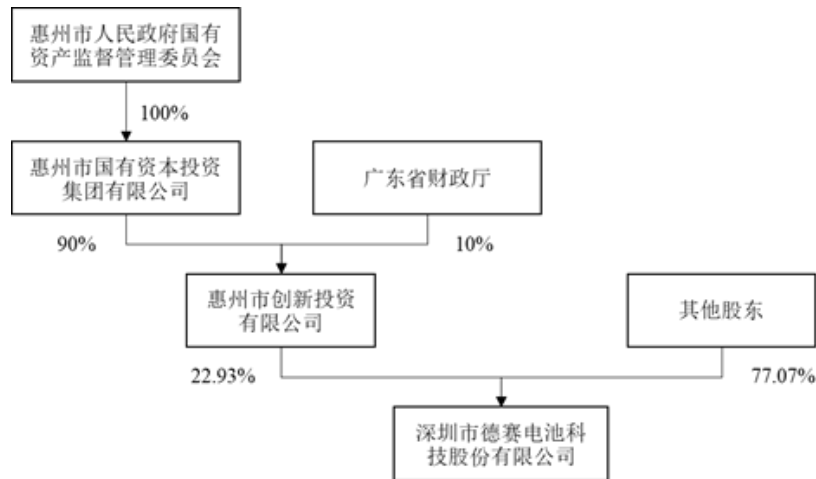 惠州市人民政府国有
资产监督管理委员会
100%
惠州市国有资本投资
集团有限公司
广东省财政厅
90%
10%
惠州市创新投资
有限公司
其他股东
22.93%
77.07%
深圳市德赛电池科
技股份有限公司